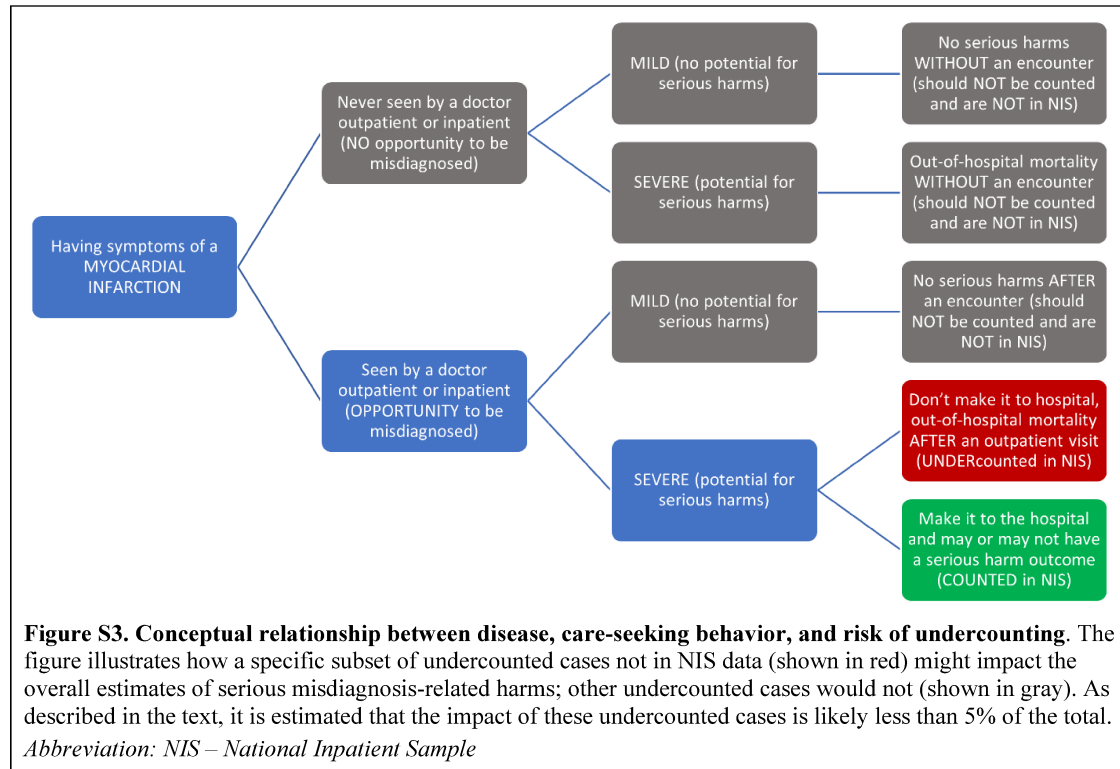 Having symptoms of a
MYOCARDIAL
INFARCTION
Never seen by a doctor
outpatient or inpatient
(NO opportunity to be
misdiagnosed)
MILD (no potential for
serious harms)
No serious harms
WITHOUT an encounter
(should NOT be counted
and are NOT in NIS)
SEVERE (potential for
serious harms)
Out-of-hospital mortality
WITHOUT an encounter
(should NOT be counted
and are NOT in NIS)
Seen by a doctor
outpatient or inpatient
(OPPORTUNITY to be
misdiagnosed)
MILD (no potential for
serious harms)
No serious harms AFTER
an encounter (should
NOT be counted and are
NOT in NIS)
SEVERE (potential for
serious harms)
Don’t make it to hospital,
out-of-hospital mortality
AFTER an outpatient visit
(UNDERcounted in NIS)
Make it to the hospital
and may or may not have
a serious harm outcome
(COUNTED in NIS)
Figure S3. Conceptual relationship between disease, care-seeking behavior, and risk of undercounting. The
figure illustrates how a specific subset of undercounted cases not in NIS data (shown in red) might impact the
overall estimates of serious misdiagnosis-related harms; other undercounted cases would not (shown in gray). As
described in the text, it is estimated that the impact of these undercounted cases is likely less than 5% of the total.
Abbreviation: NIS – National Inpatient Sample